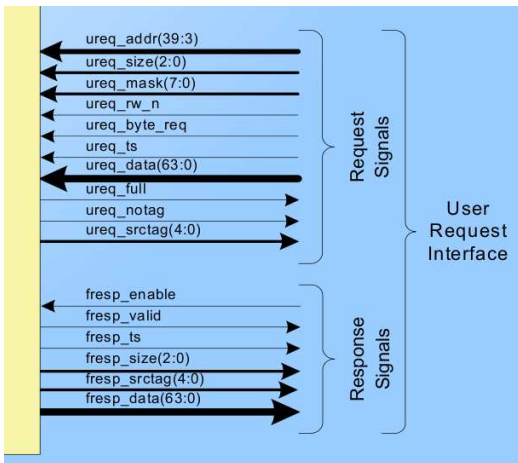 ureq_addr(39:3)
ureq_size(2:0)
ureq_mask(7:0)
ureq_rw_n
ureq_byte_req
ureq_ts
ureq_data(63:0)
ureq_full
ureq_notag
ureq_srctag(4:0)
Request
Signals
fresp_enable
fresp_valid
fresp_ts
fresp_size(2:0)
fresp_srctag(4:0)
fresp_data(63:0)
Response
Signals
User
Request
Interface